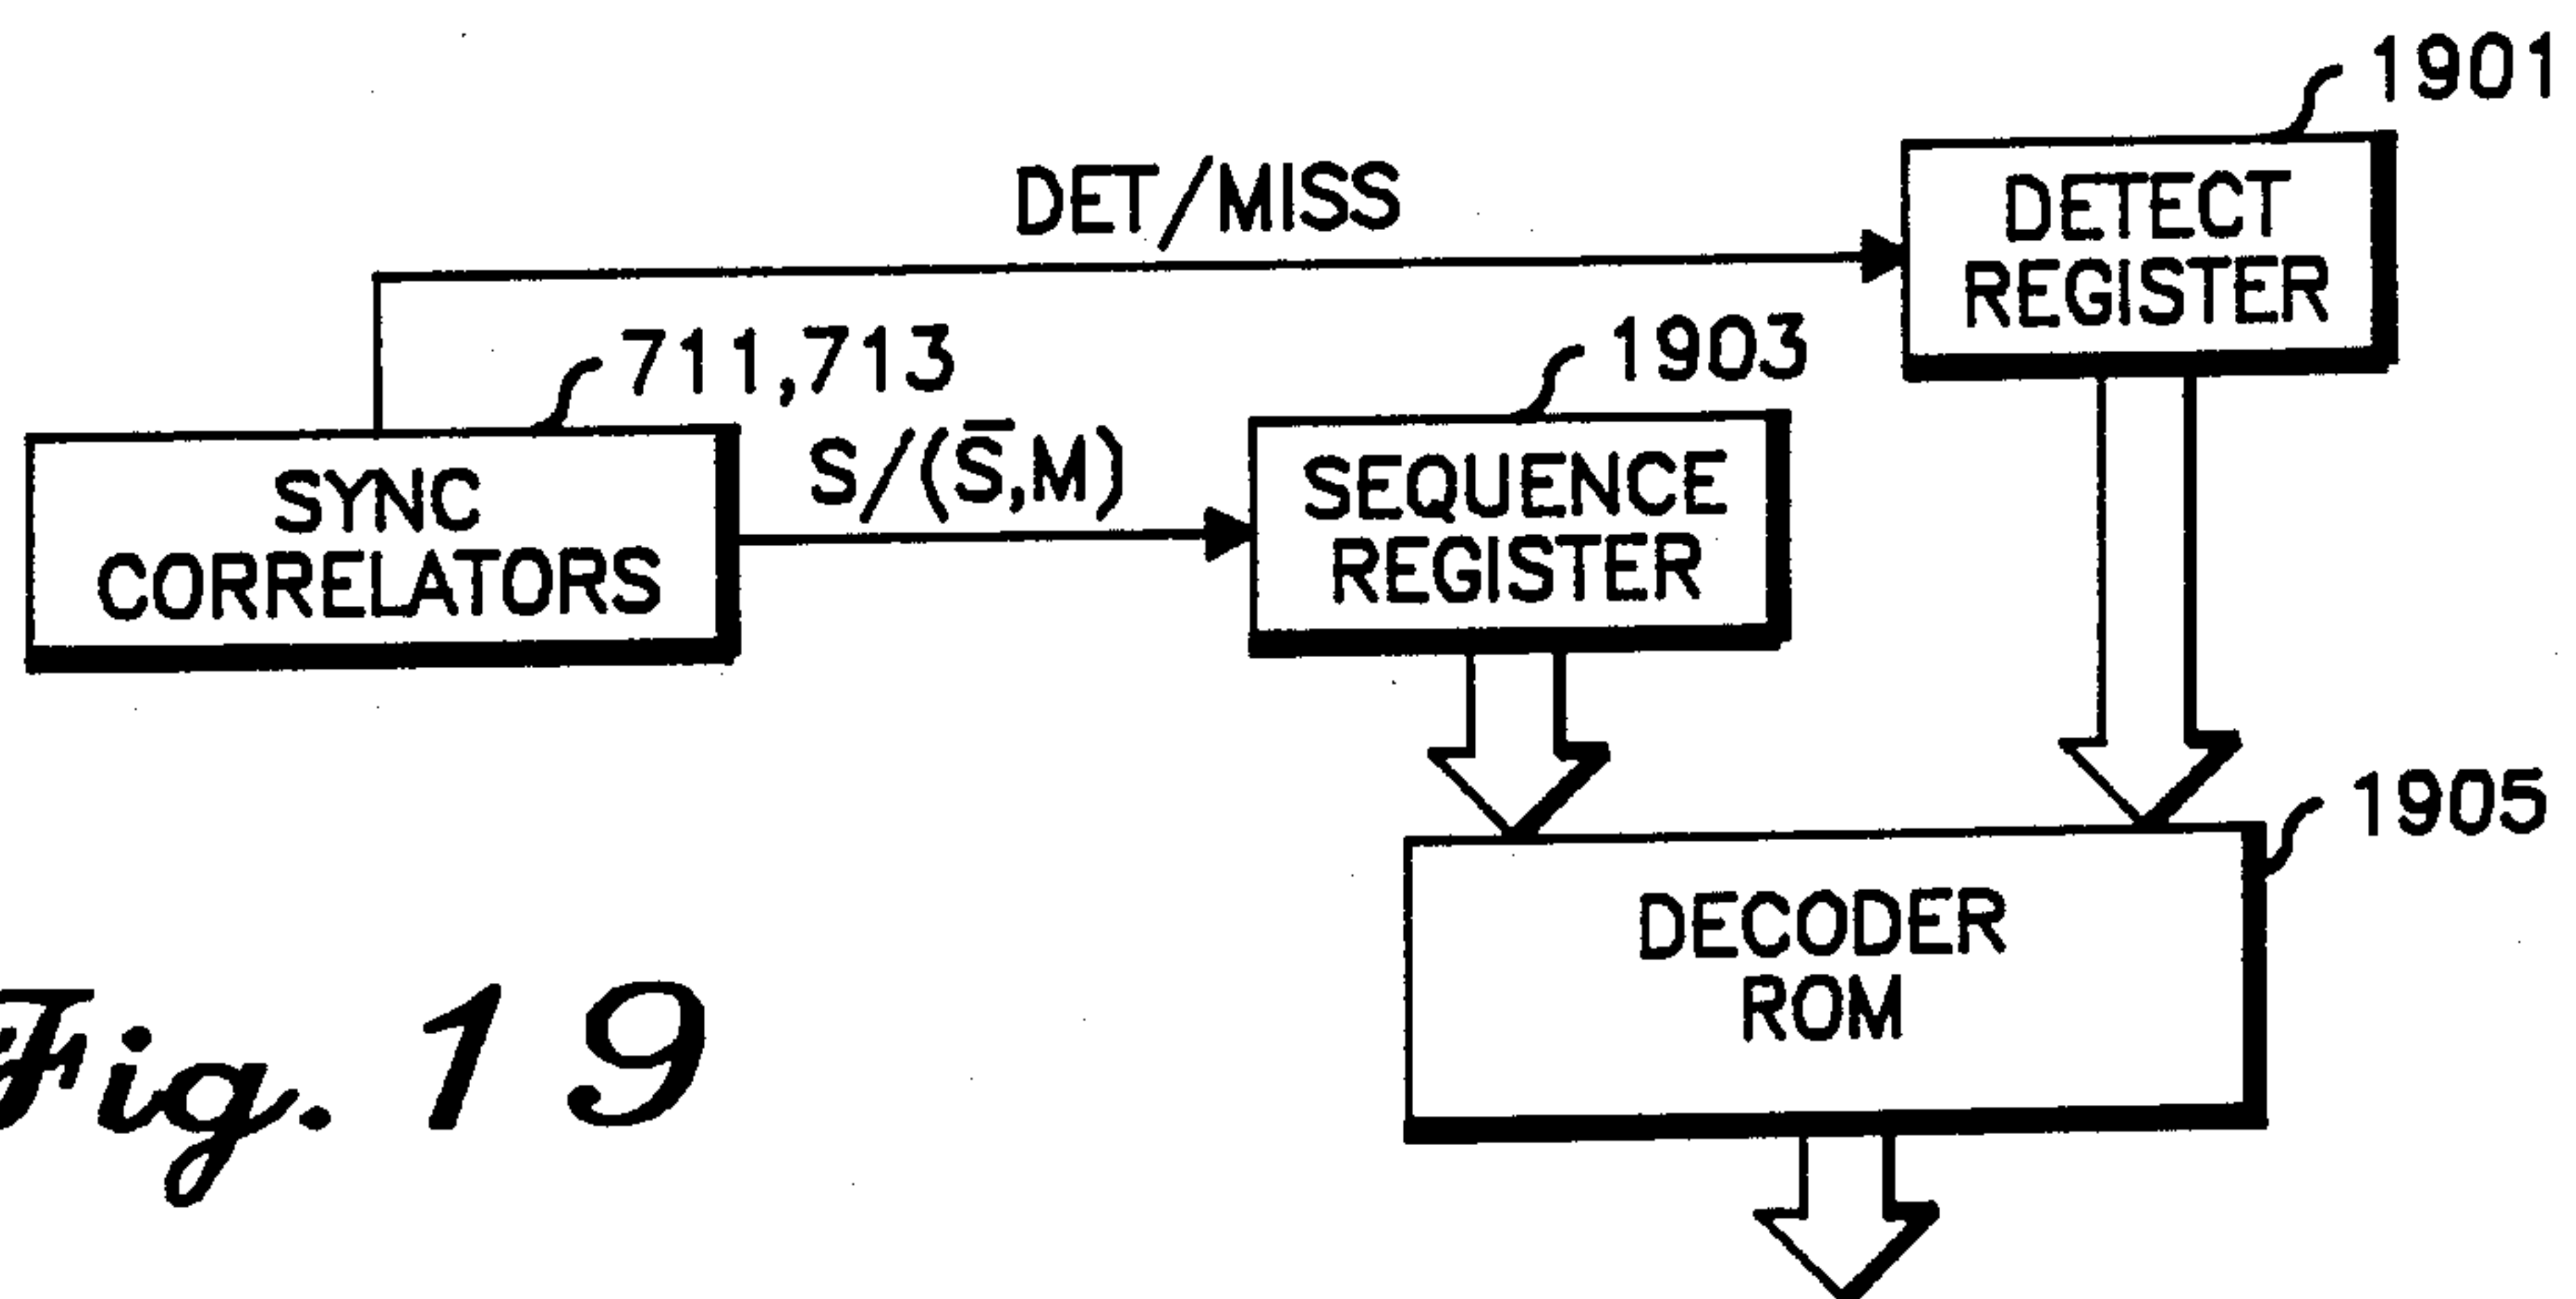 1901
DET/MISS
DETECT
REGISTER
711,713
1903
S/(S̅,M)
SYNC
CORRELATORS
SEQUENCE
REGISTER
1905
DECODER
ROM
Fig. 19